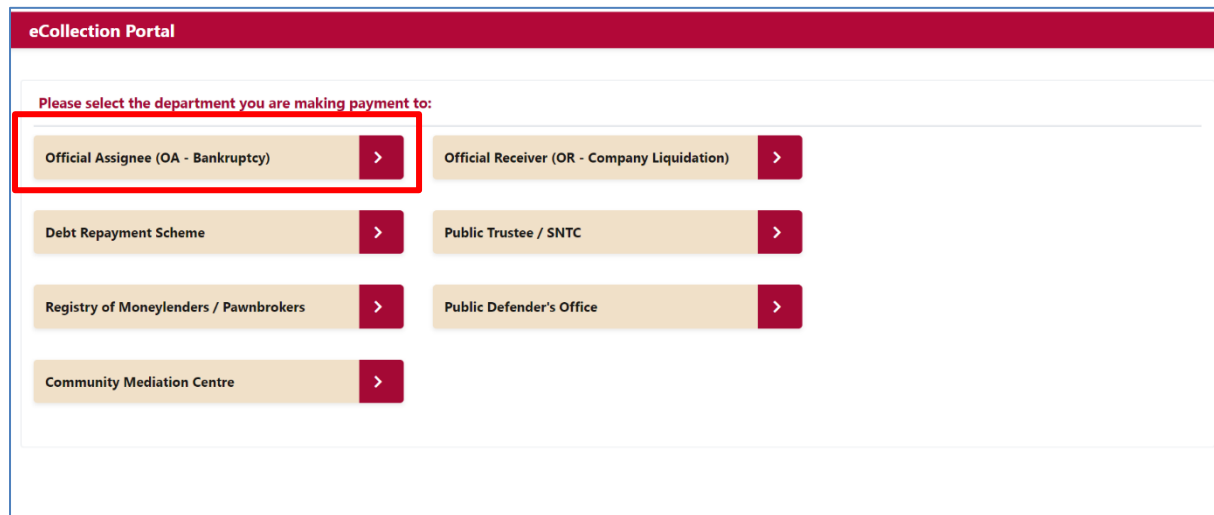 eCollection Portal
Please select the department you are making payment to:
Official Assignee (OA - Bankruptcy)
Official Receiver (OR - Company Liquidation)
Debt Repayment Scheme
Public Trustee / SNTC
Registry of Moneylenders / Pawnbrokers
Public Defender's Office
Community Mediation Centre